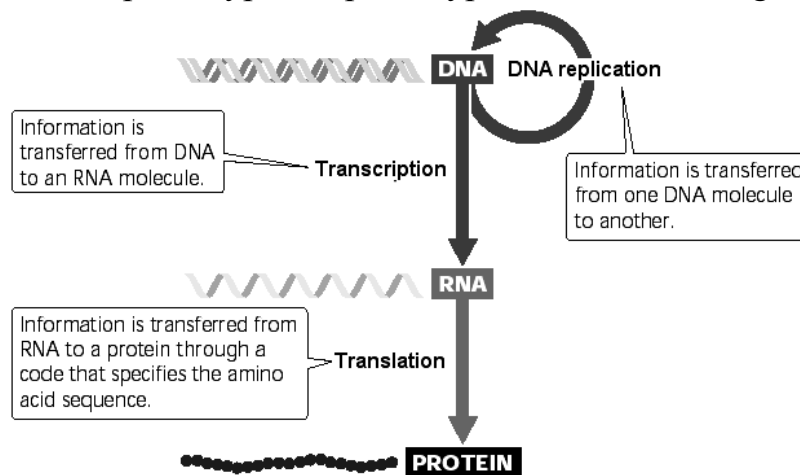 DNA
DNA replication
Information is
transferred from DNA
to an RNA molecule.
Transcription
Information is transferred
from one DNA molecule
to another.
RNA
Information is transferred from
RNA to a protein through a
code that specifies the amino
acid sequence.
Translation
PROTEIN